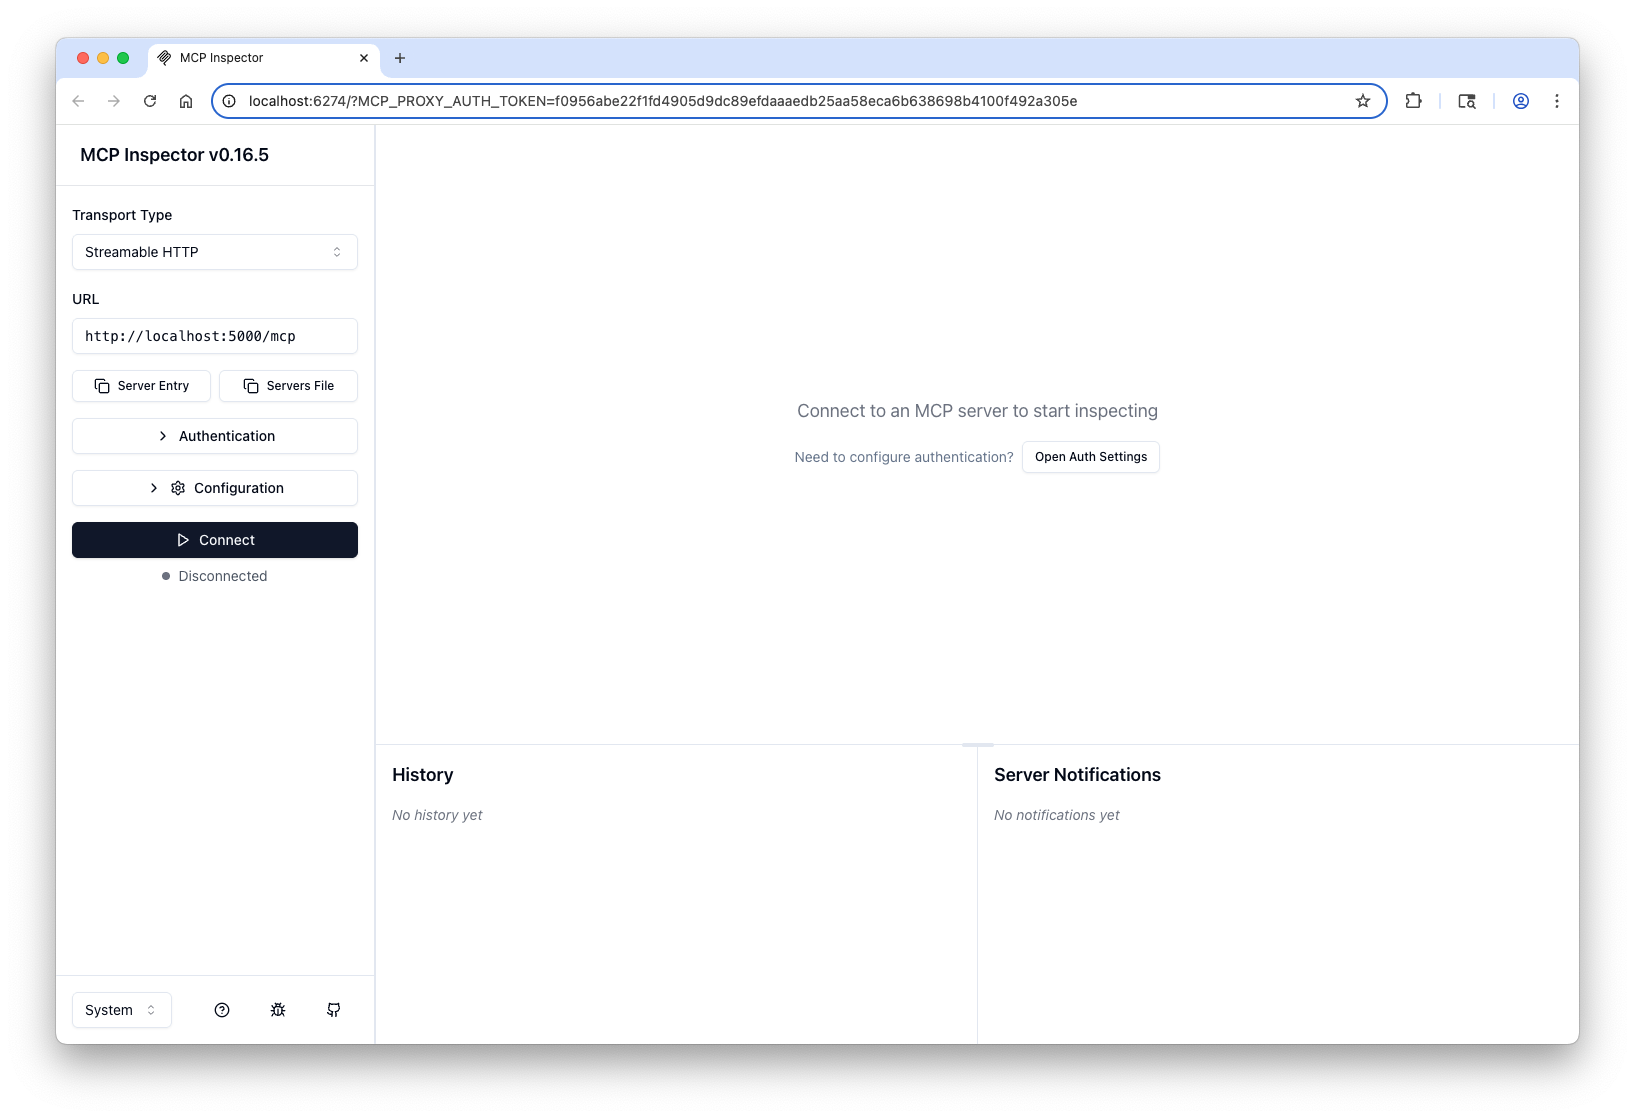 MCP Inspector
localhost:6274/?MCP_PROXY_AUTH_TOKEN=f0956abe22f1fd4905d9dc89efdaaaedb25aa58eca6b638698b4100f492a305e
MCP Inspector v0.16.5
Transport Type
Streamable HTTP
URL
http://localhost:5000/mcp
Server Entry
Servers File
Authentication
Configuration
Connect
Disconnected
System
Connect to an MCP server to start inspecting
Need to configure authentication?
Open Auth Settings
History
No history yet
Server Notifications
No notifications yet